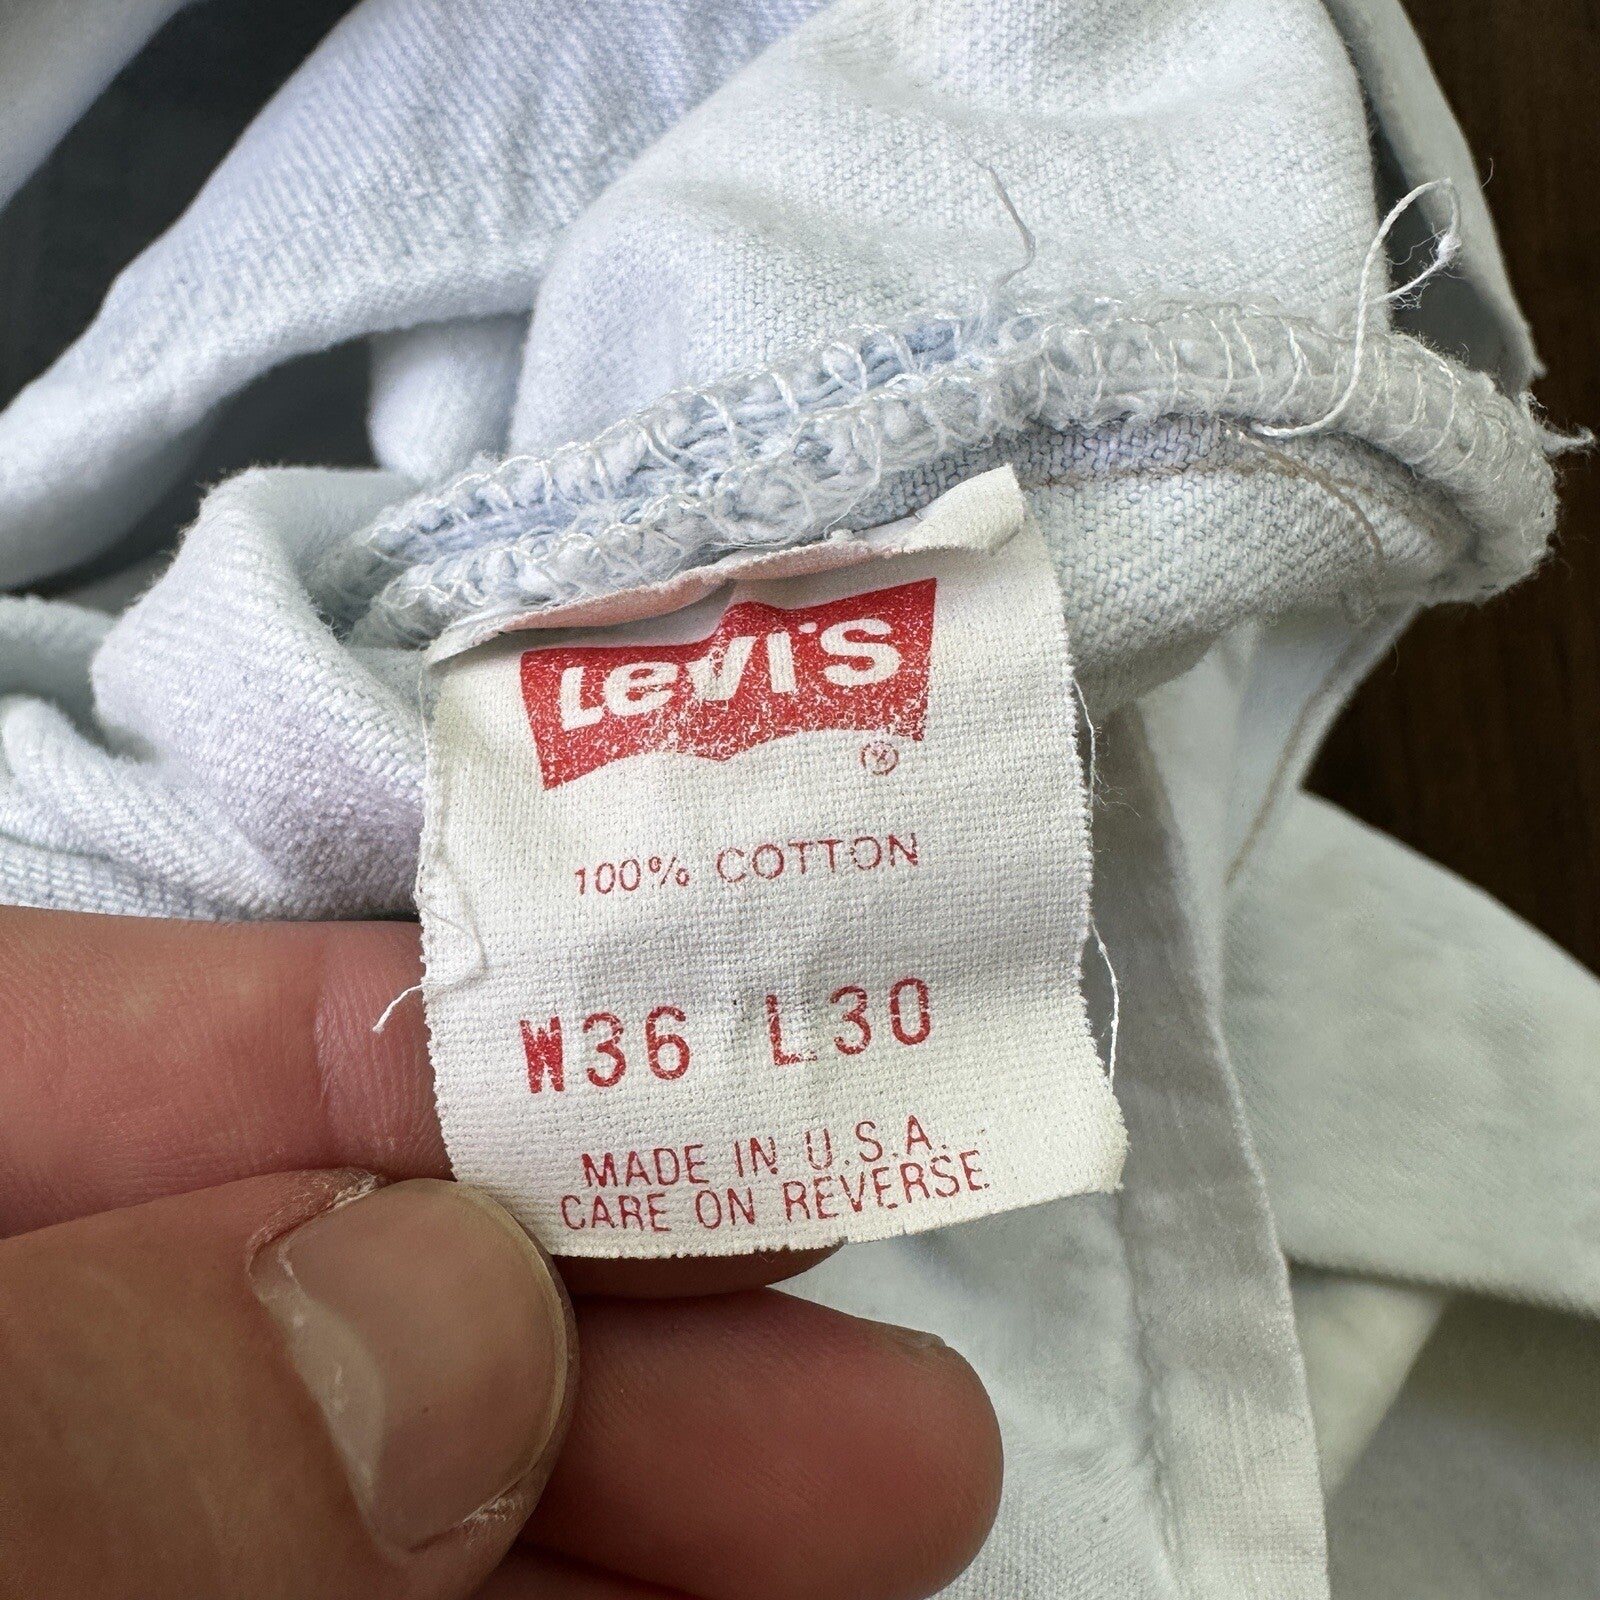 Levi's
®
100% COTTON
W36 L30
MADE IN U.S.A.
CARE ON REVERSE